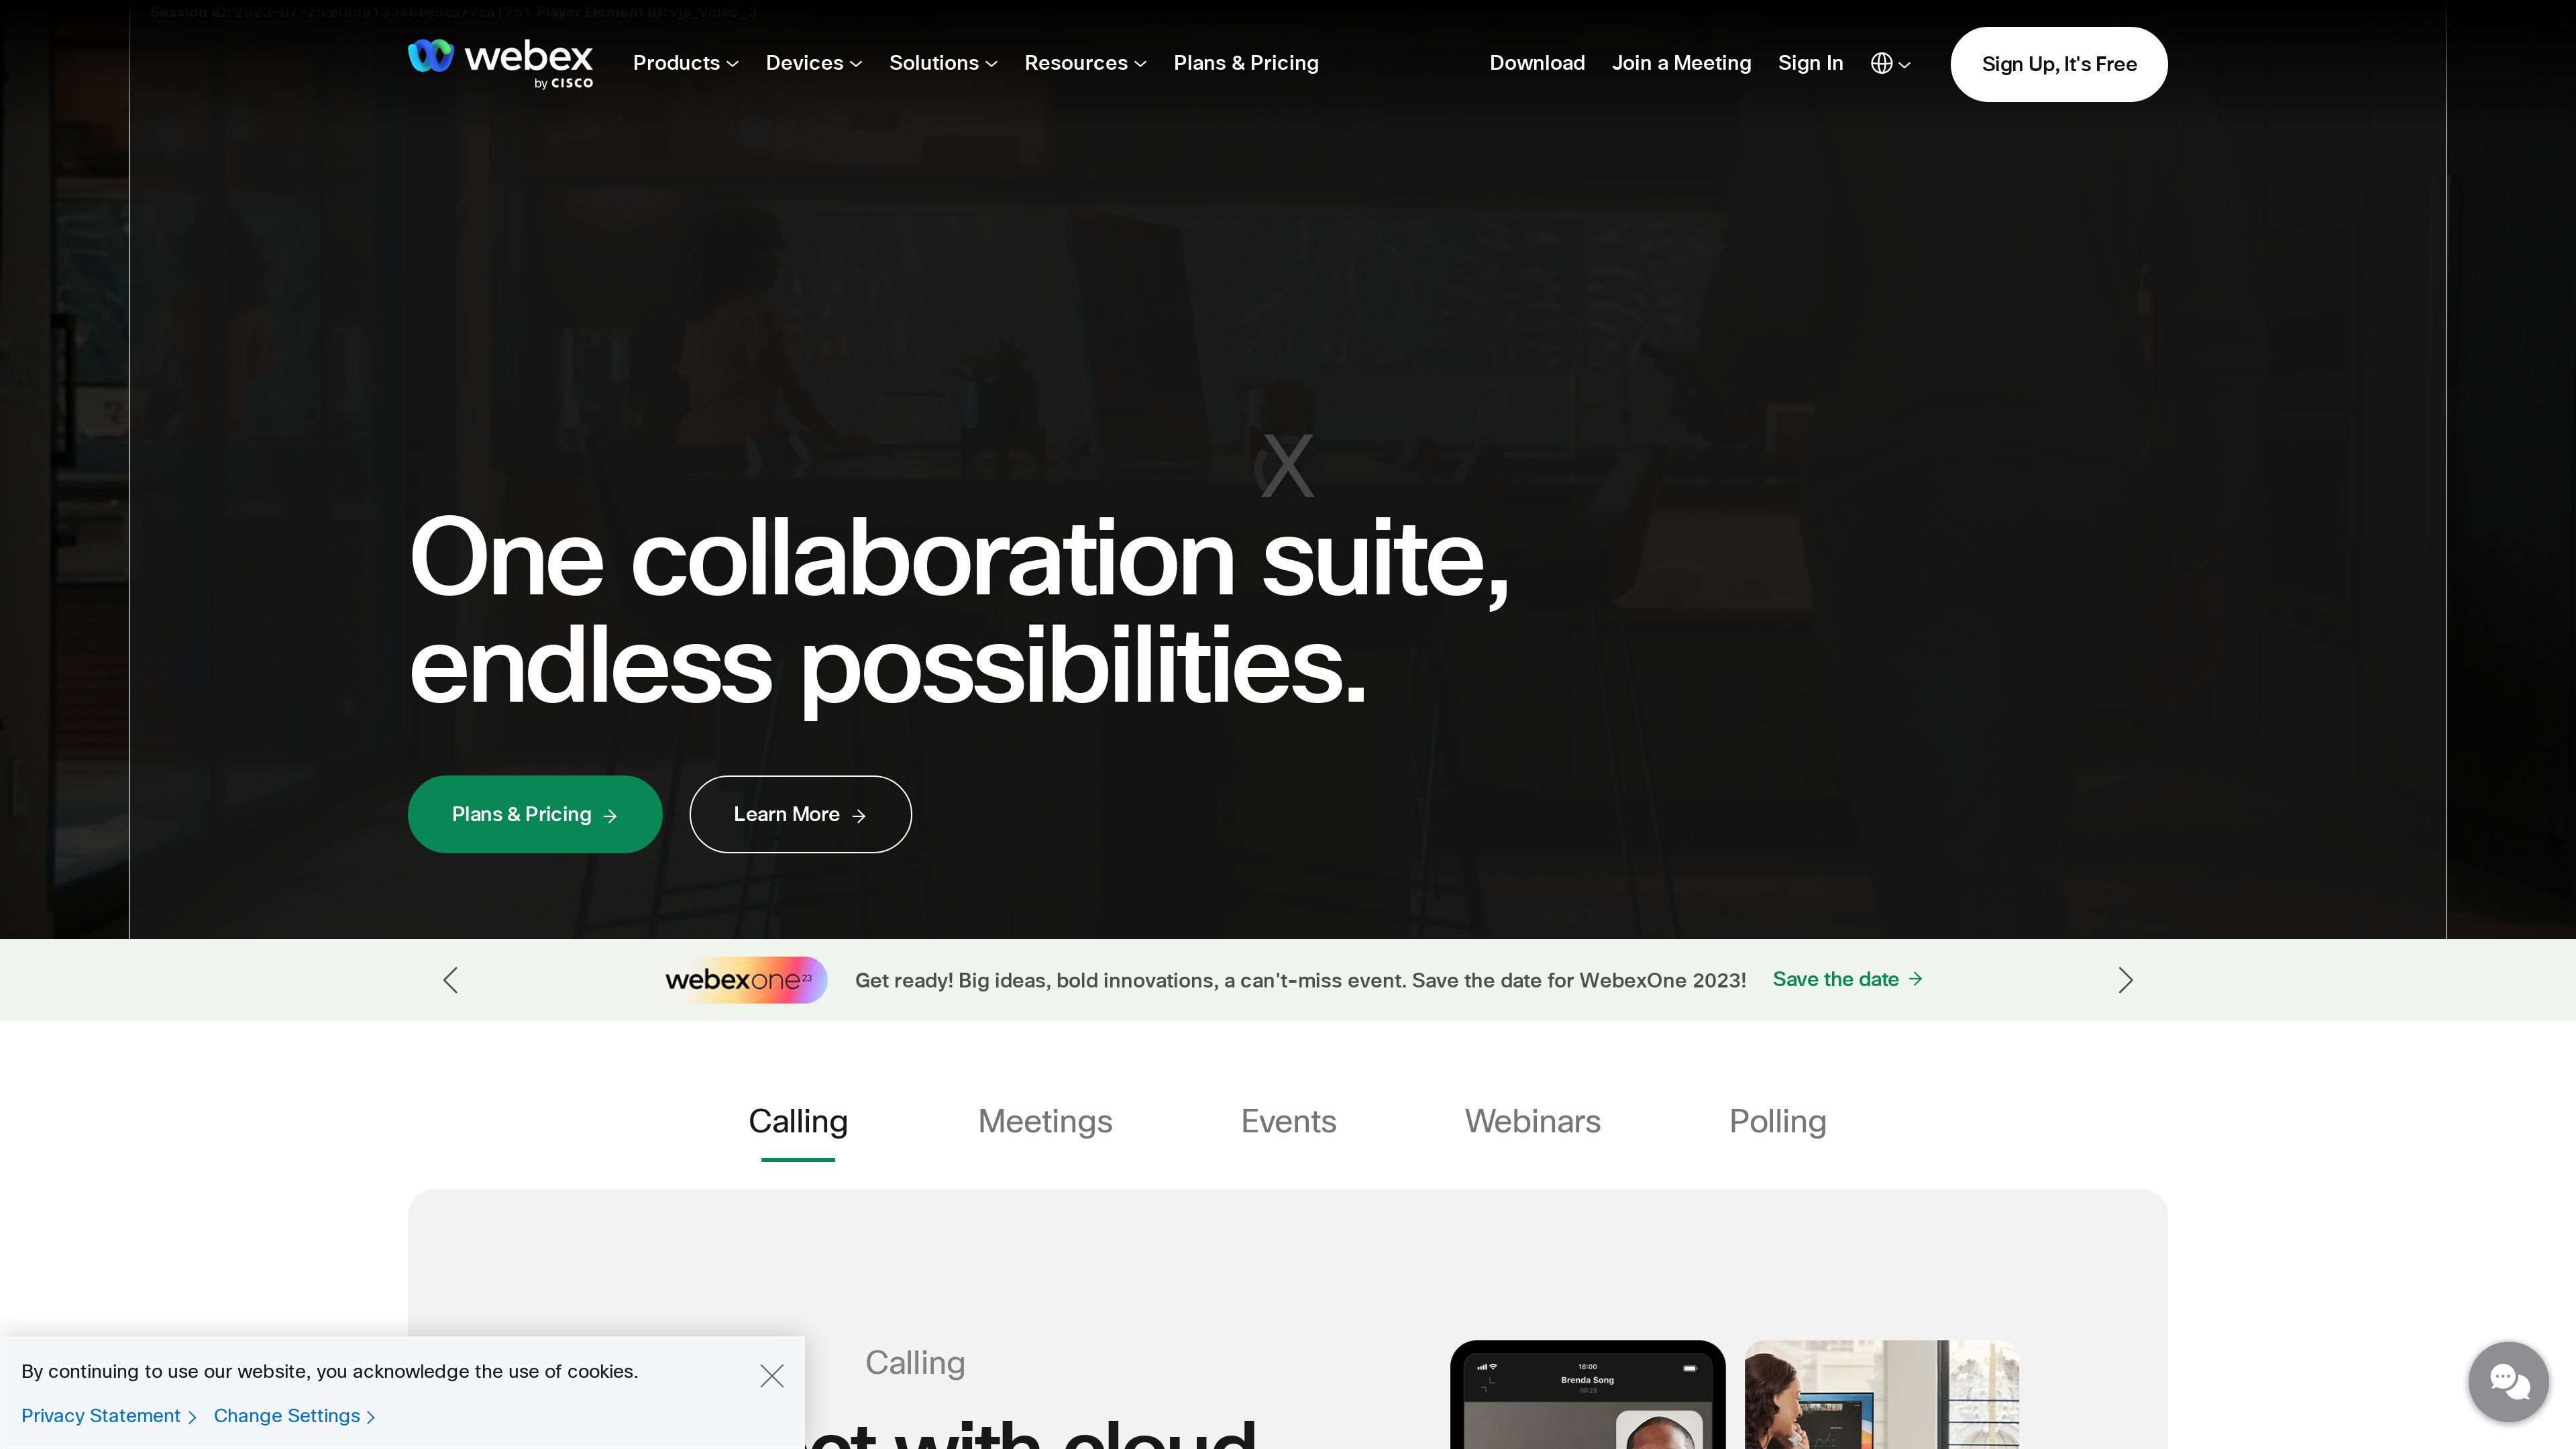 Session ID: 2023-07-25:ef8d913340ee0ca77ca1751 Player Element ID: vjs_video_3
webex
by CISCO
Products
Devices
Solutions
Resources
Plans & Pricing
Download
Join a Meeting
Sign In
Sign Up, It's Free
X
One collaboration suite,
endless possibilities.
Plans & Pricing
Learn More
webexone23
Get ready! Big ideas, bold innovations, a can't-miss event. Save the date for WebexOne 2023!
Save the date
Calling
Meetings
Events
Webinars
Polling
Calling
with cloud
18:00
Brenda Song
00:23
By continuing to use our website, you acknowledge the use of cookies.
Privacy Statement
Change Settings